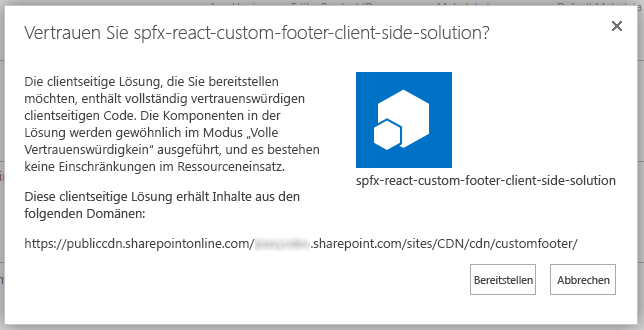 Vertrauen Sie spfx-react-custom-footer-client-side-solution?
Die clientseitige Lösung, die Sie bereitstellen
möchten, enthält vollständig vertrauenswürdigen
clientseitigen Code. Die Komponenten in der
Lösung werden gewöhnlich im Modus „Volle
Vertrauenswürdigkein“ ausgeführt, und es bestehen
keine Einschränkungen im Ressourceneinsatz.
spfx-react-custom-footer-client-side-solution
Diese clientseitige Lösung erhält Inhalte aus den
folgenden Domänen:
https://publiccdn.sharepointonline.com/ .sharepoint.com/sites/CDN/cdn/customfooter/
Bereitstellen
Abbrechen